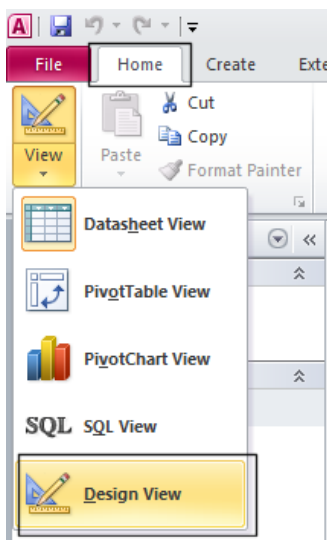 A
File Home Create Exte
View
Paste
Cut
Copy
Format Painter
Datasheet View
PivotTable View
PivotChart View
SQL SQL View
Design View